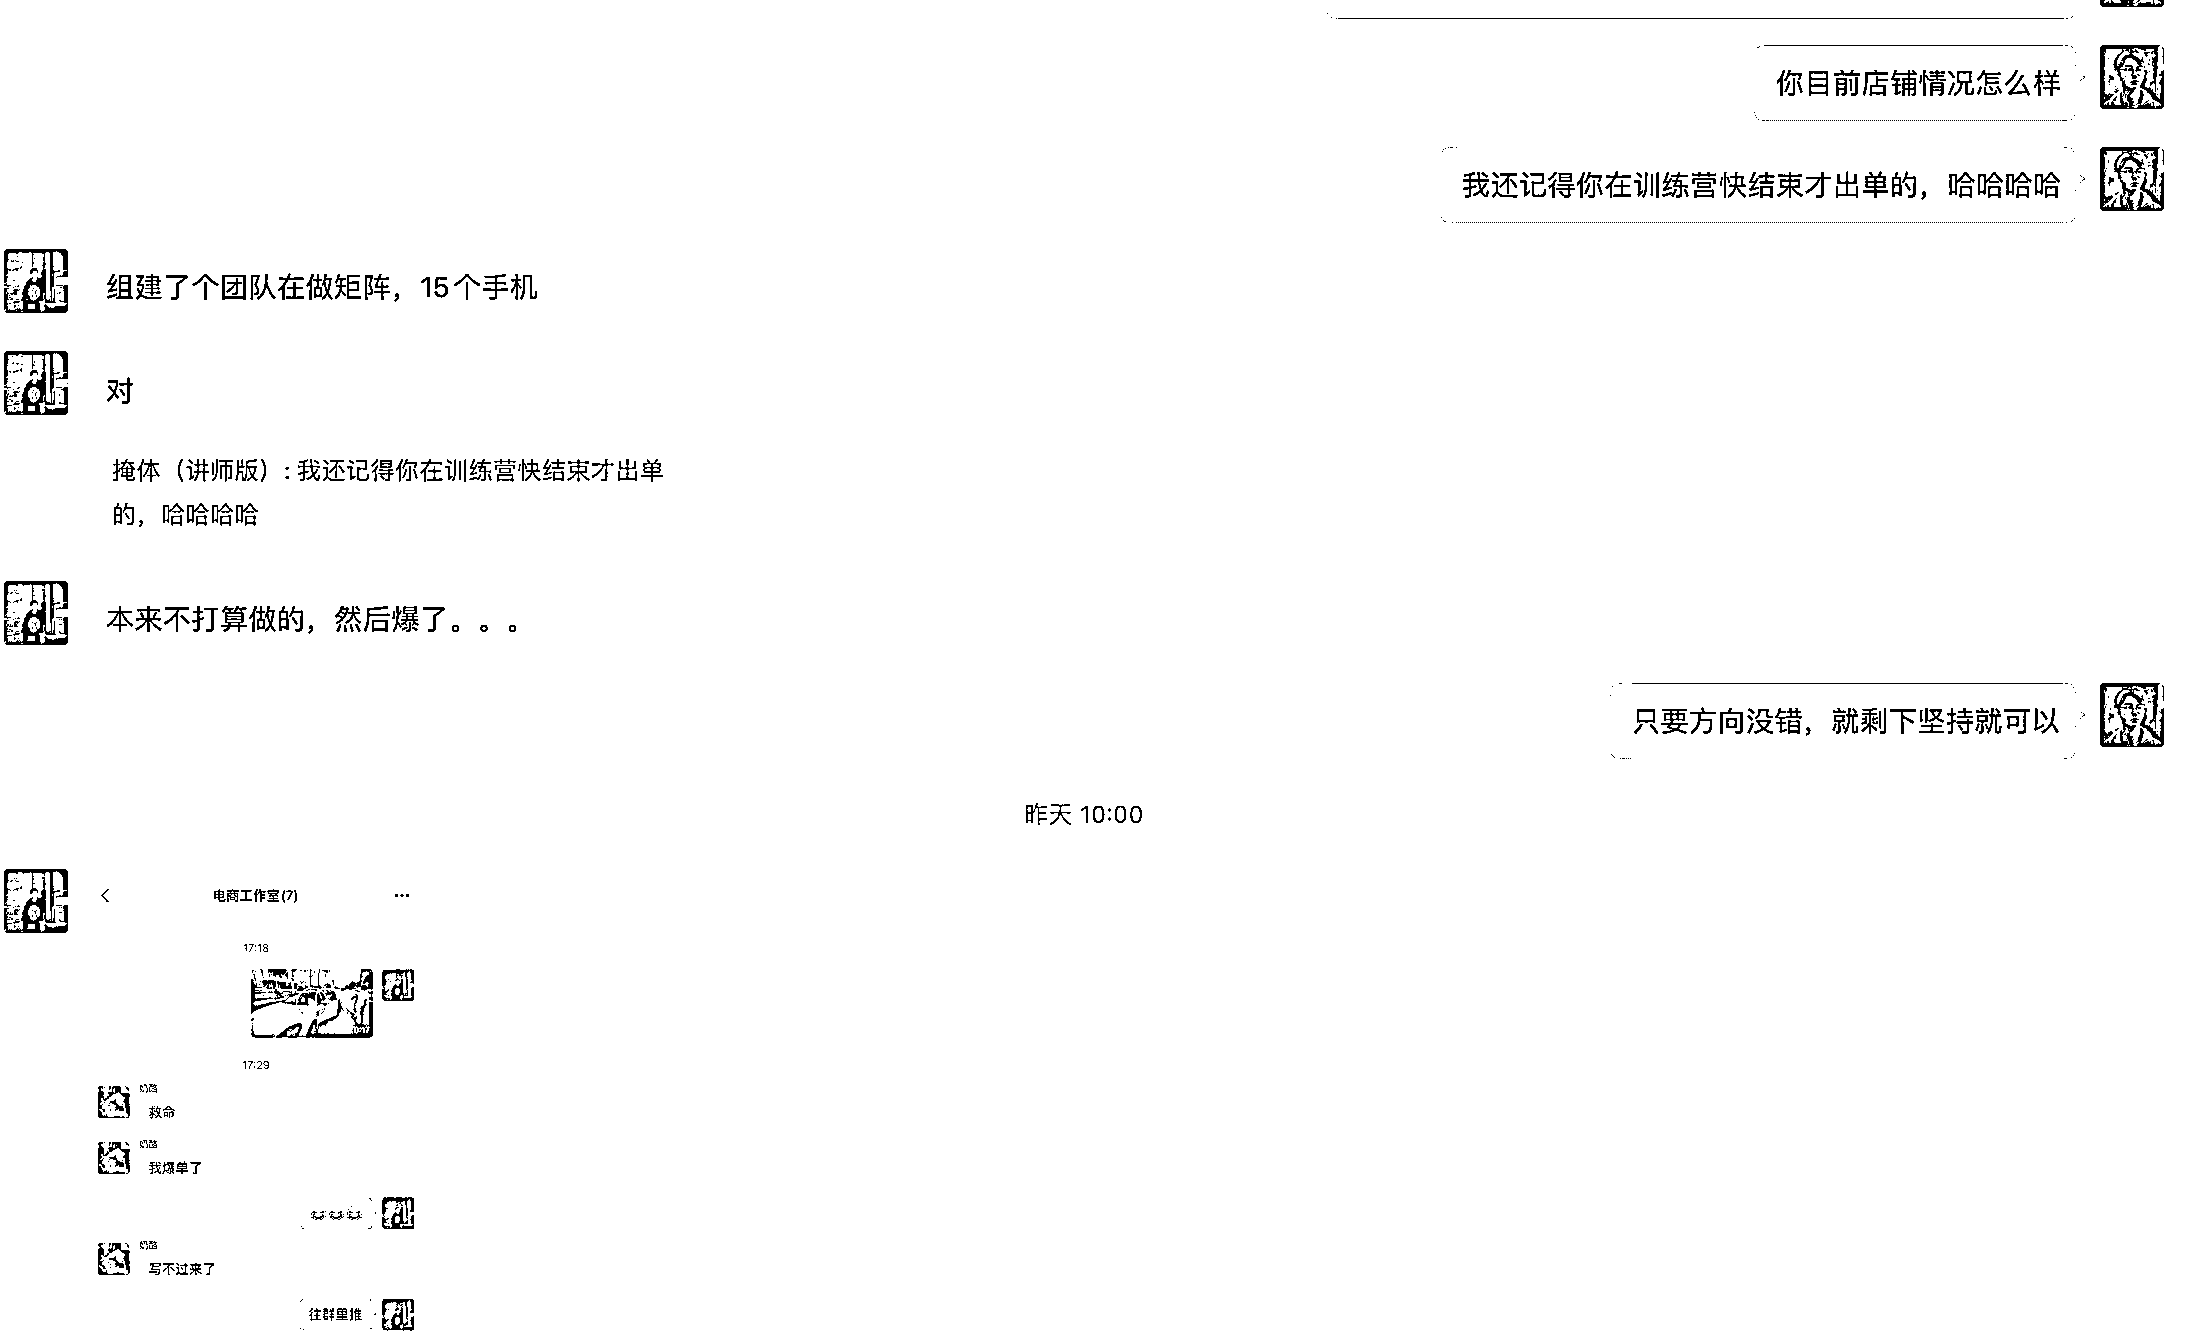 你目前店铺情况怎么样
我还记得你在训练营快结束才出单的，哈哈哈哈
组建了个团队在做矩阵，15个手机
对
掩体（讲师版）: 我还记得你在训练营快结束才出单
的，哈哈哈哈
本来不打算做的，然后爆了。。。
只要方向没错，就剩下坚持就可以
昨天 10:00
电商工作室(7)
17:18
17:29
奶酪
救命
奶酪
我爆单了
奶酪
写不过来了
往群里推